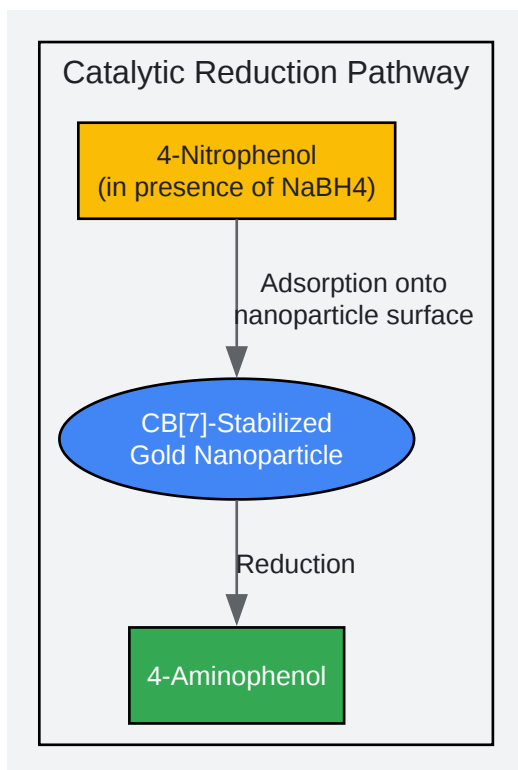 Catalytic Reduction Pathway
4-Nitrophenol
(in presence of NaBH4)
Adsorption onto
nanoparticle surface
CB[7]-Stabilized
Gold Nanoparticle
Reduction
4-Aminophenol